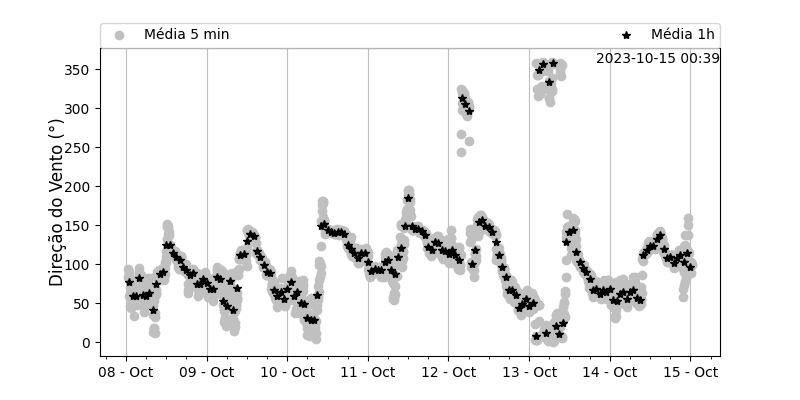 Média 5 min
Média 1h
2023-10-15 00:39
Direção do Vento (°)
350
300
250
200
150
100
50
0
08 - Oct
09 - Oct
10 - Oct
11 - Oct
12 - Oct
13 - Oct
14 - Oct
15 - Oct